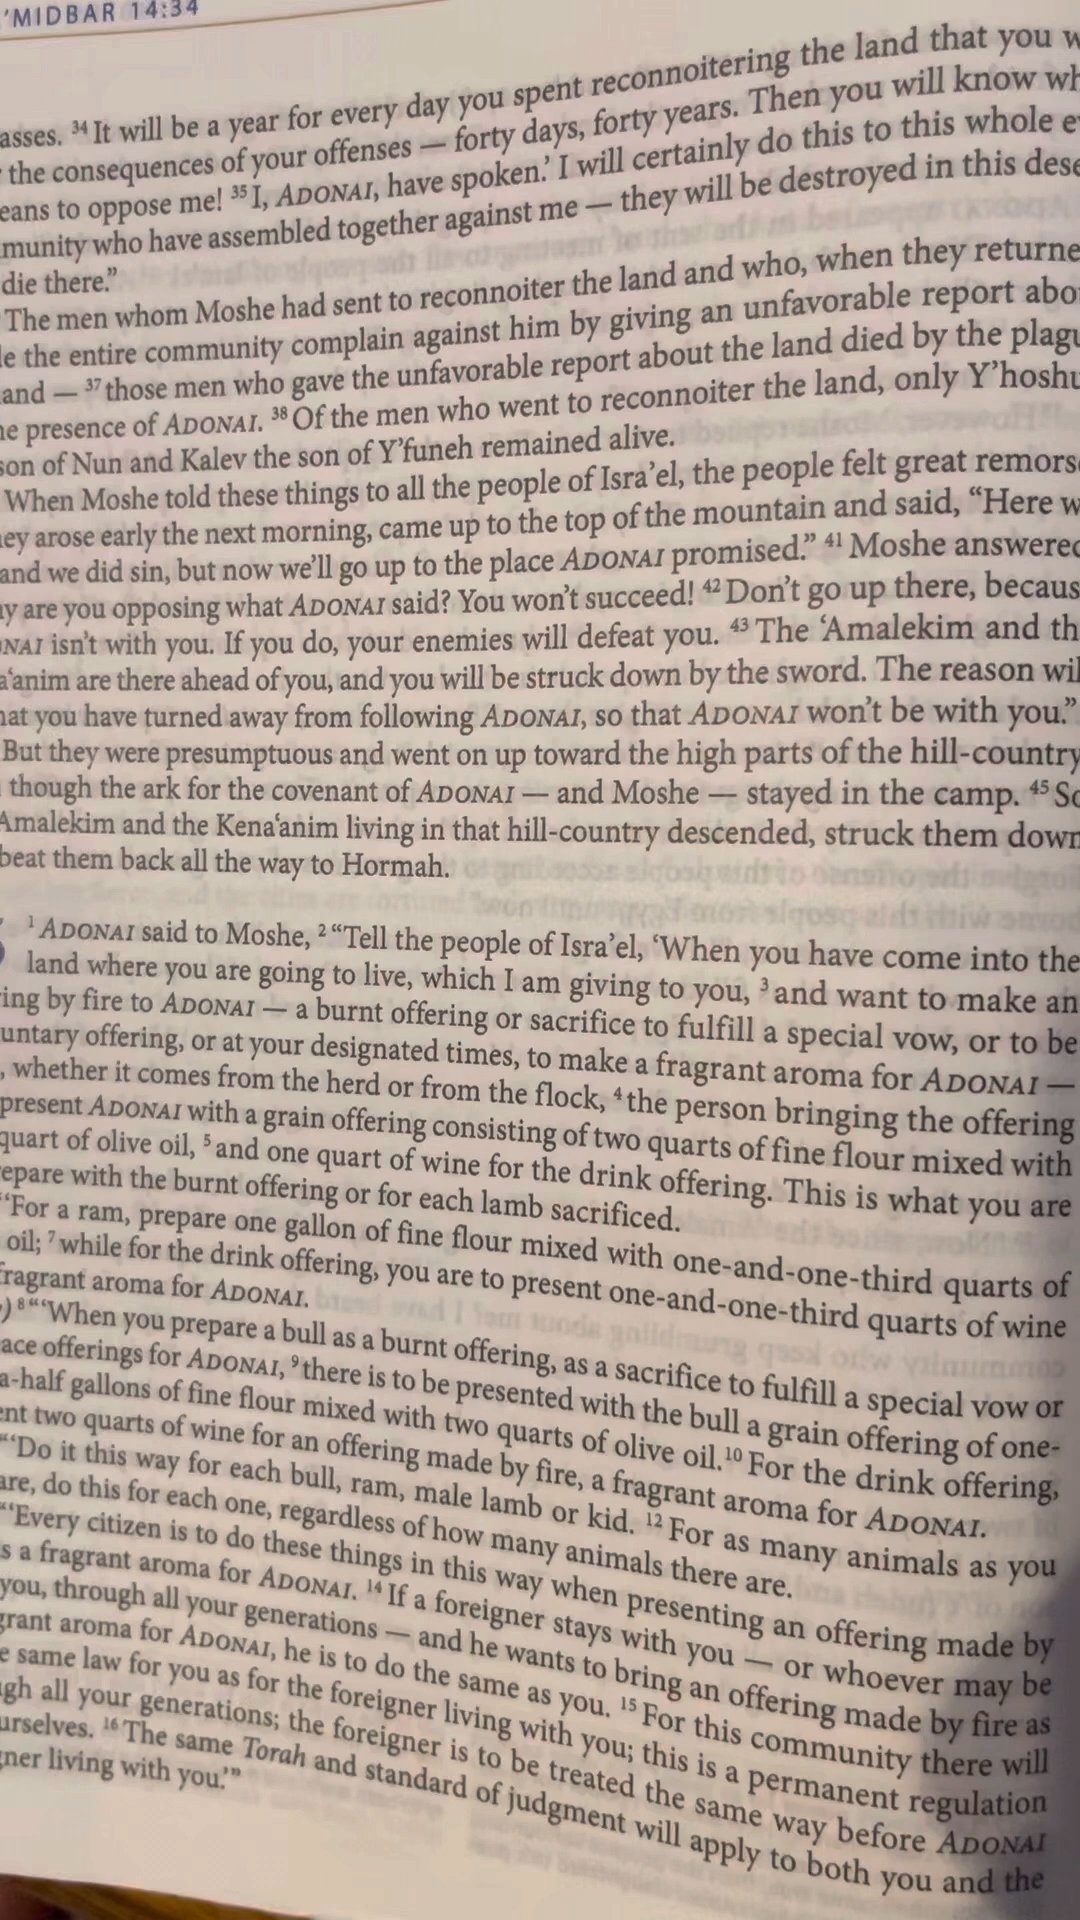 'MIDBAR 14:34
asses. 34 It will be a year for every day you spent reconnoitering the land that you w
the consequences of your offenses — forty days, forty years. Then you will know wh
eans to oppose me! 35 I, ADONAI, have spoken.' I will certainly do this to this whole e
munity who have assembled together against me — they will be destroyed in this dese
die there."
The men whom Moshe had sent to reconnoiter the land and who, when they returne
le the entire community complain against him by giving an unfavorable report abo
and — 37 those men who gave the unfavorable report about the land died by the plagu
he presence of ADONAI. 38 Of the men who went to reconnoiter the land, only Y'hoshu
son of Nun and Kalev the son of Y'funeh remained alive.
When Moshe told these things to all the people of Isra'el, the people felt great remorse
hey arose early the next morning, came up to the top of the mountain and said, "Here w
and we did sin, but now we'll go up to the place ADONAI promised." 41 Moshe answered
hy are you opposing what ADONAI said? You won't succeed! 42 Don't go up there, becaus
ONAI isn't with you. If you do, your enemies will defeat you. 43 The 'Amalekim and th
a'anim are there ahead of you, and you will be struck down by the sword. The reason wil
hat you have turned away from following ADONAI, so that ADONAI won't be with you."
But they were presumptuous and went on up toward the high parts of the hill-country
though the ark for the covenant of ADONAI — and Moshe — stayed in the camp. 45 So
Amalekim and the Kena'anim living in that hill-country descended, struck them down
beat them back all the way to Hormah.
1 ADONAI said to Moshe, 2 "Tell the people of Isra'el, 'When you have come into the
land where you are going to live, which I am giving to you, 3 and want to make an
ring by fire to ADONAI — a burnt offering or sacrifice to fulfill a special vow, or to be
untary offering, or at your designated times, to make a fragrant aroma for ADONAI —
, whether it comes from the herd or from the flock, 4 the person bringing the offering
present ADONAI with a grain offering consisting of two quarts of fine flour mixed with
quart of olive oil, 5 and one quart of wine for the drink offering. This is what you are
epare with the burnt offering or for each lamb sacrificed.
"For a ram, prepare one gallon of fine flour mixed with one-and-one-third quarts of
oil; 7 while for the drink offering, you are to present one-and-one-third quarts of wine
fragrant aroma for ADONAI.
) 8 "'When you prepare a bull as a burnt offering, as a sacrifice to fulfill a special vow or
ace offerings for ADONAI, 9 there is to be presented with the bull a grain offering of one-
a-half gallons of fine flour mixed with two quarts of olive oil. 10 For the drink offering,
ent two quarts of wine for an offering made by fire, a fragrant aroma for ADONAI.
"'Do it this way for each bull, ram, male lamb or kid. 12 For as many animals as you
are, do this for each one, regardless of how many animals there are.
"'Every citizen is to do these things in this way when presenting an offering made by
s a fragrant aroma for ADONAI. 14 If a foreigner stays with you — or whoever may be
you, through all your generations — and he wants to bring an offering made by fire as
grant aroma for ADONAI, he is to do the same as you. 15 For this community there will
e same law for you as for the foreigner living with you; this is a permanent regulation
ugh all your generations; the foreigner is to be treated the same way before ADONAI
urselves. 16 The same Torah and standard of judgment will apply to both you and the
gner living with you.'"